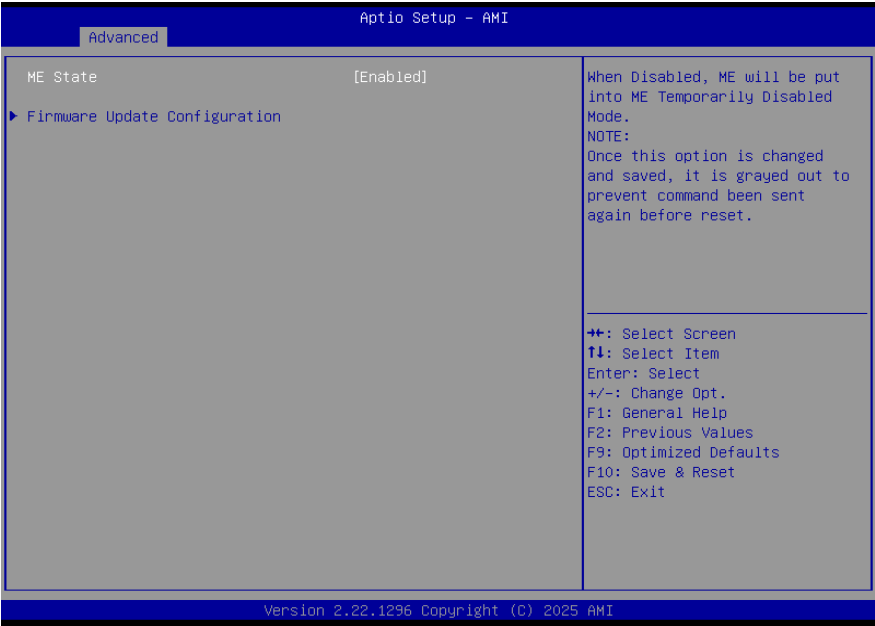 Aptio Setup - AMI
Advanced
ME State [Enabled]
Firmware Update Configuration
When Disabled, ME will be put
into ME Temporarily Disabled
Mode.
NOTE:
Once this option is changed
and saved, it is grayed out to
prevent command been sent
again before reset.
→←: Select Screen
↑↓: Select Item
Enter: Select
+/-: Change Opt.
F1: General Help
F2: Previous Values
F9: Optimized Defaults
F10: Save & Reset
ESC: Exit
Version 2.22.1296 Copyright (C) 2025 AMI